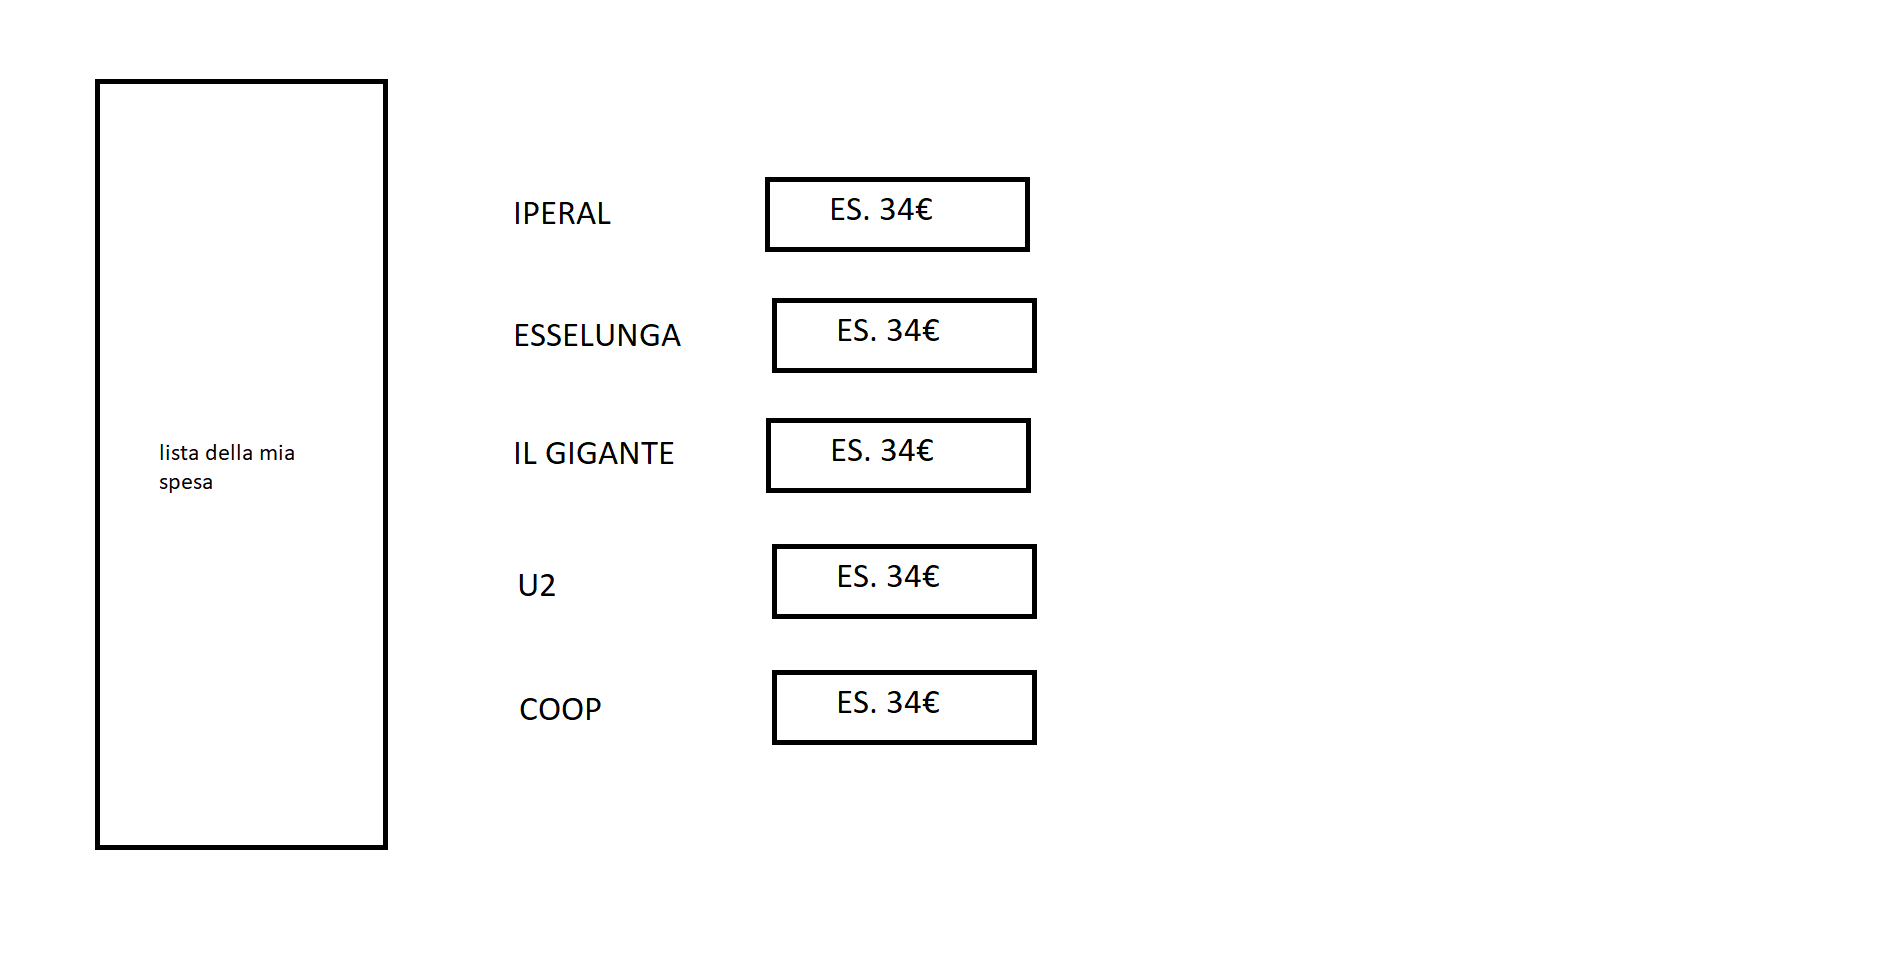 IPERAL
ES. 34€
ESSELUNGA
ES. 34€
lista della mia
spesa
IL GIGANTE
ES. 34€
U2
ES. 34€
COOP
ES. 34€